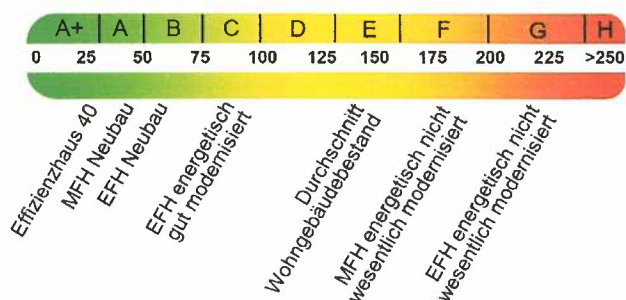 A+ A B C D E F G H
0 25 50 75 100 125 150 175 200 225 >250
Effizienzhaus 40
MFH Neubau
EFH Neubau
EFH energetisch
gut modernisiert
Durchschnitt
Wohngebäudebestand
MFH energetisch nicht
wesentlich modernisiert
EFH energetisch nicht
wesentlich modernisiert